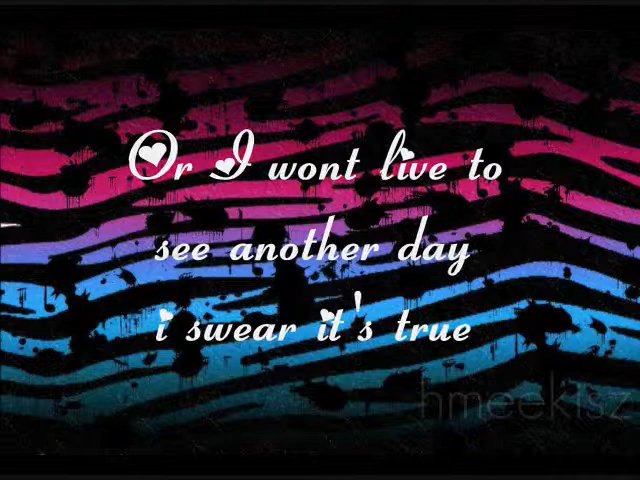 Or I wont live to
see another day
i swear it's true
hmeekisz